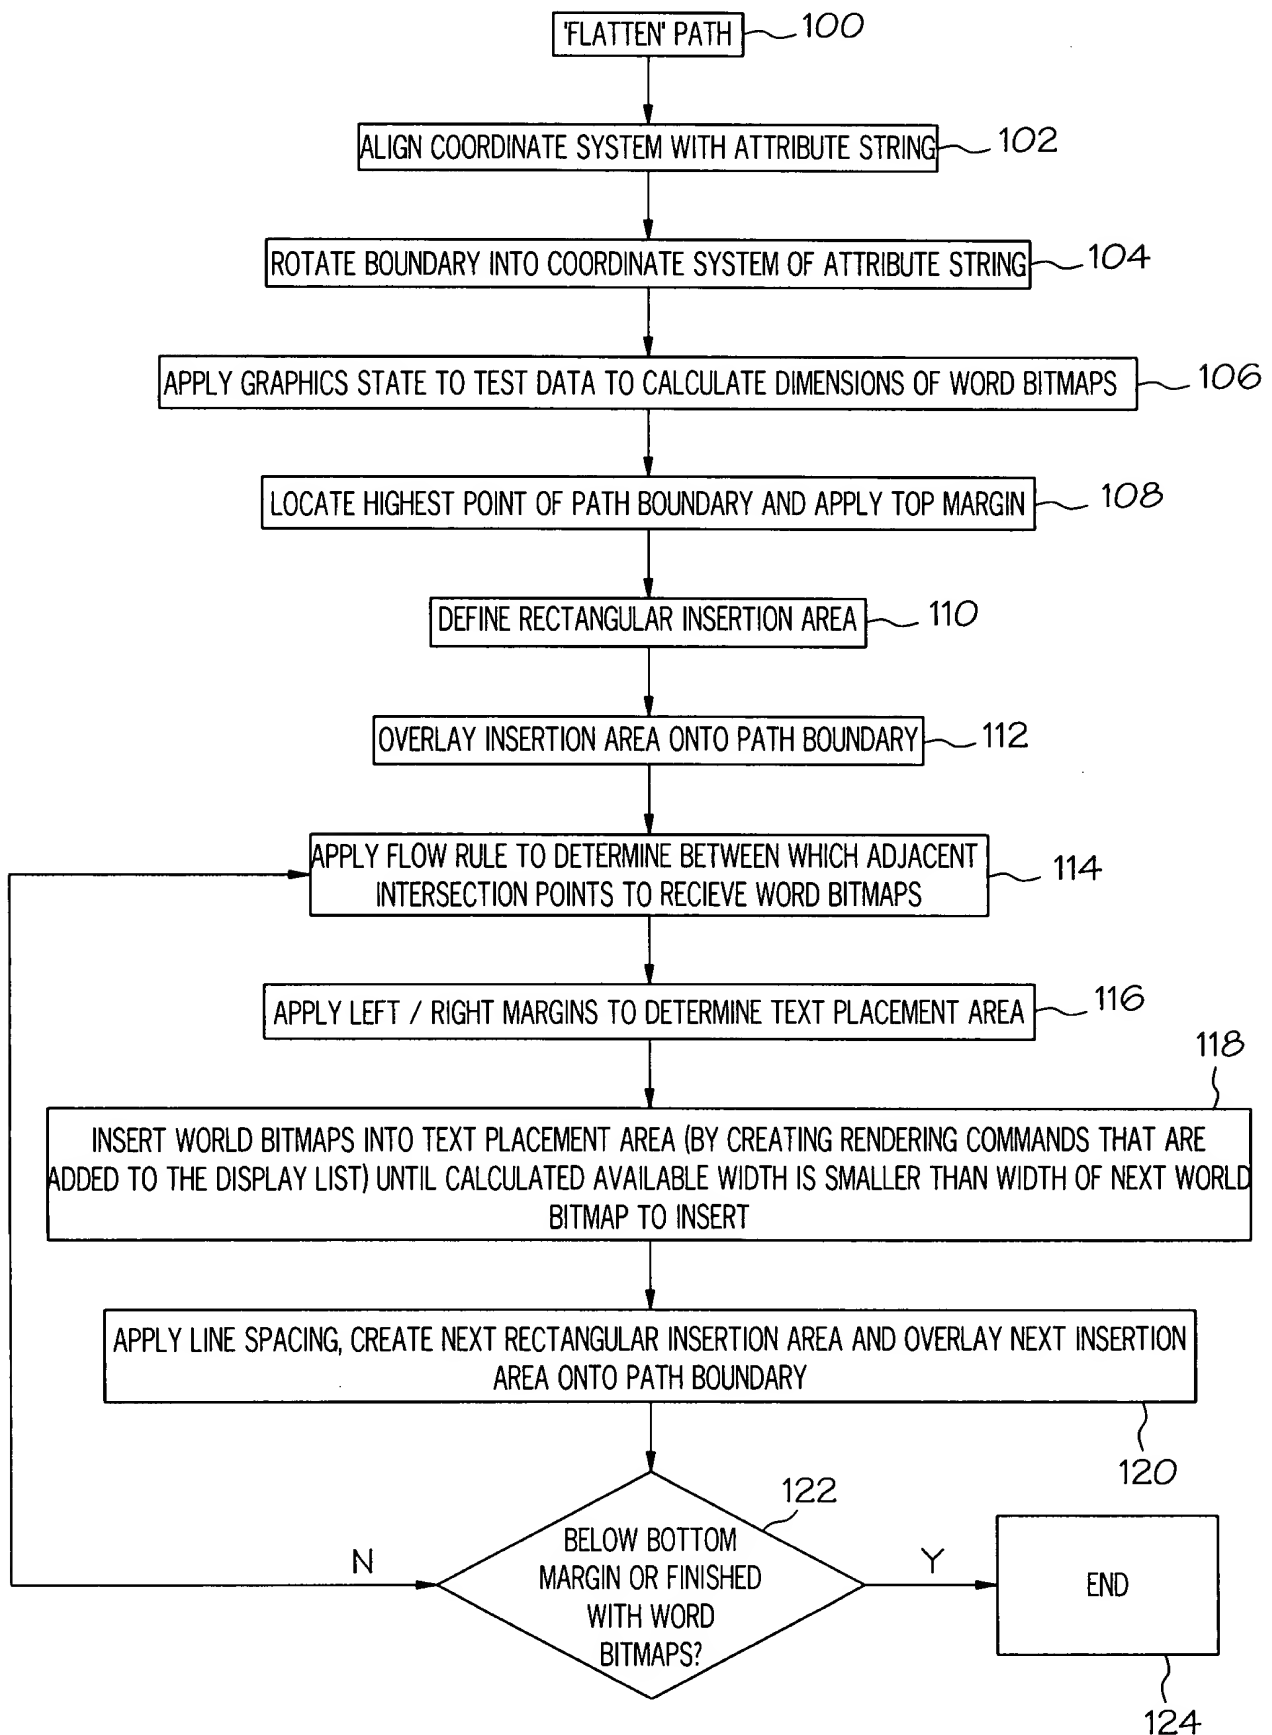 'FLATTEN' PATH
100
ALIGN COORDINATE SYSTEM WITH ATTRIBUTE STRING
102
ROTATE BOUNDARY INTO COORDINATE SYSTEM OF ATTRIBUTE STRING
104
APPLY GRAPHICS STATE TO TEST DATA TO CALCULATE DIMENSIONS OF WORD BITMAPS
106
LOCATE HIGHEST POINT OF PATH BOUNDARY AND APPLY TOP MARGIN
108
DEFINE RECTANGULAR INSERTION AREA
110
OVERLAY INSERTION AREA ONTO PATH BOUNDARY
112
APPLY FLOW RULE TO DETERMINE BETWEEN WHICH ADJACENT
INTERSECTION POINTS TO RECIEVE WORD BITMAPS
114
APPLY LEFT / RIGHT MARGINS TO DETERMINE TEXT PLACEMENT AREA
116
118
INSERT WORLD BITMAPS INTO TEXT PLACEMENT AREA (BY CREATING RENDERING COMMANDS THAT ARE
ADDED TO THE DISPLAY LIST) UNTIL CALCULATED AVAILABLE WIDTH IS SMALLER THAN WIDTH OF NEXT WORLD
BITMAP TO INSERT
APPLY LINE SPACING, CREATE NEXT RECTANGULAR INSERTION AREA AND OVERLAY NEXT INSERTION
AREA ONTO PATH BOUNDARY
120
122
BELOW BOTTOM
MARGIN OR FINISHED
WITH WORD
BITMAPS?
N
Y
END
124